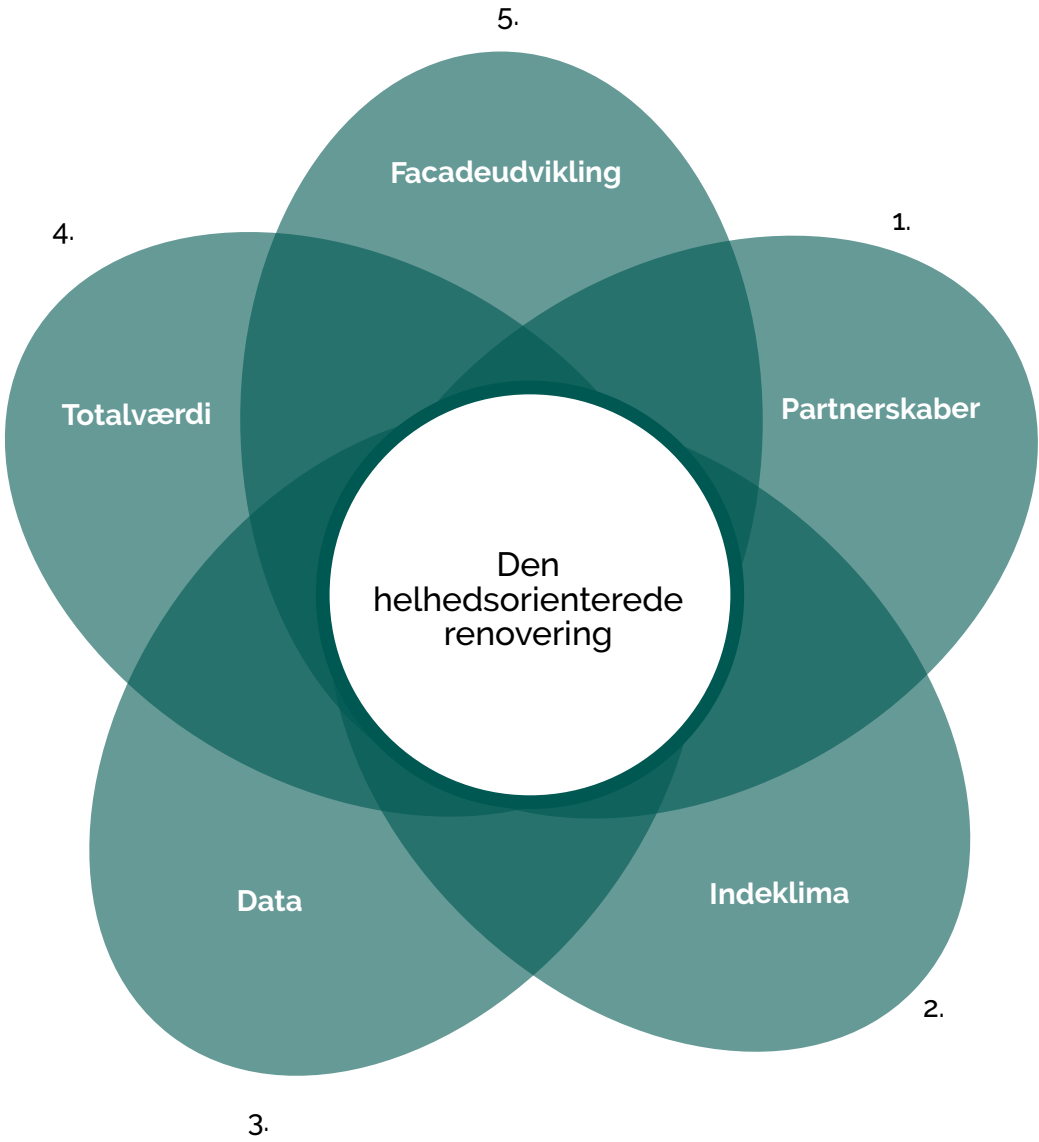 5.
Facadeudvikling
1.
Partnerskaber
4.
Totalværdi
Den
helhedsorienterede
renovering
Indeklima
2.
Data
3.